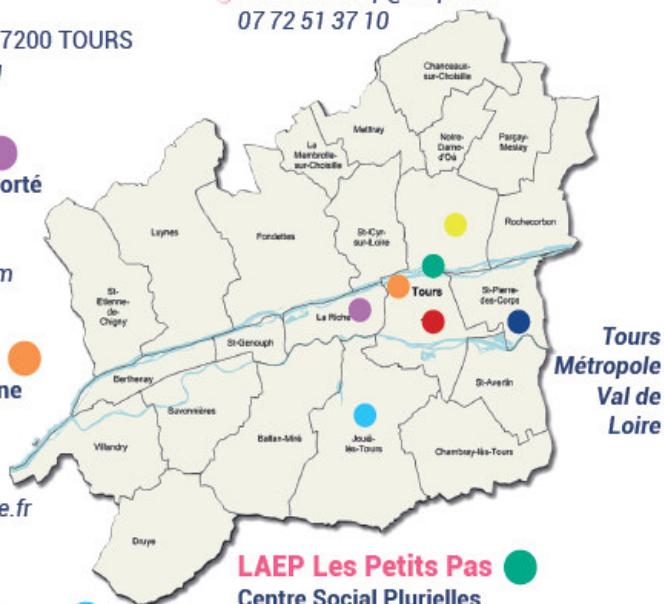 07 72 51 37 10
7200 TOURS
orté
Chanceaux-
sur-Choisille
Mettray
La
Membrolle-
sur-Choisille
Notre-
Dame-
d'Oé
Parçay-
Meslay
Luynes
Fondettes
St-Cyr-
sur-Loire
Rochecorbon
m
St-
Etienne-
de-
Chigny
Tours
St-Pierre-
des-Corps
La Riche
St-Genouph
Tours
Métropole
Val de
Loire
ne
Berthenay
St-Avertin
Savonnières
Villandry
Ballan-Miré
Joué-
lès-Tours
Chambray-lès-Tours
e.fr
Druye
LAEP Les Petits Pas
Centre Social Plurielles